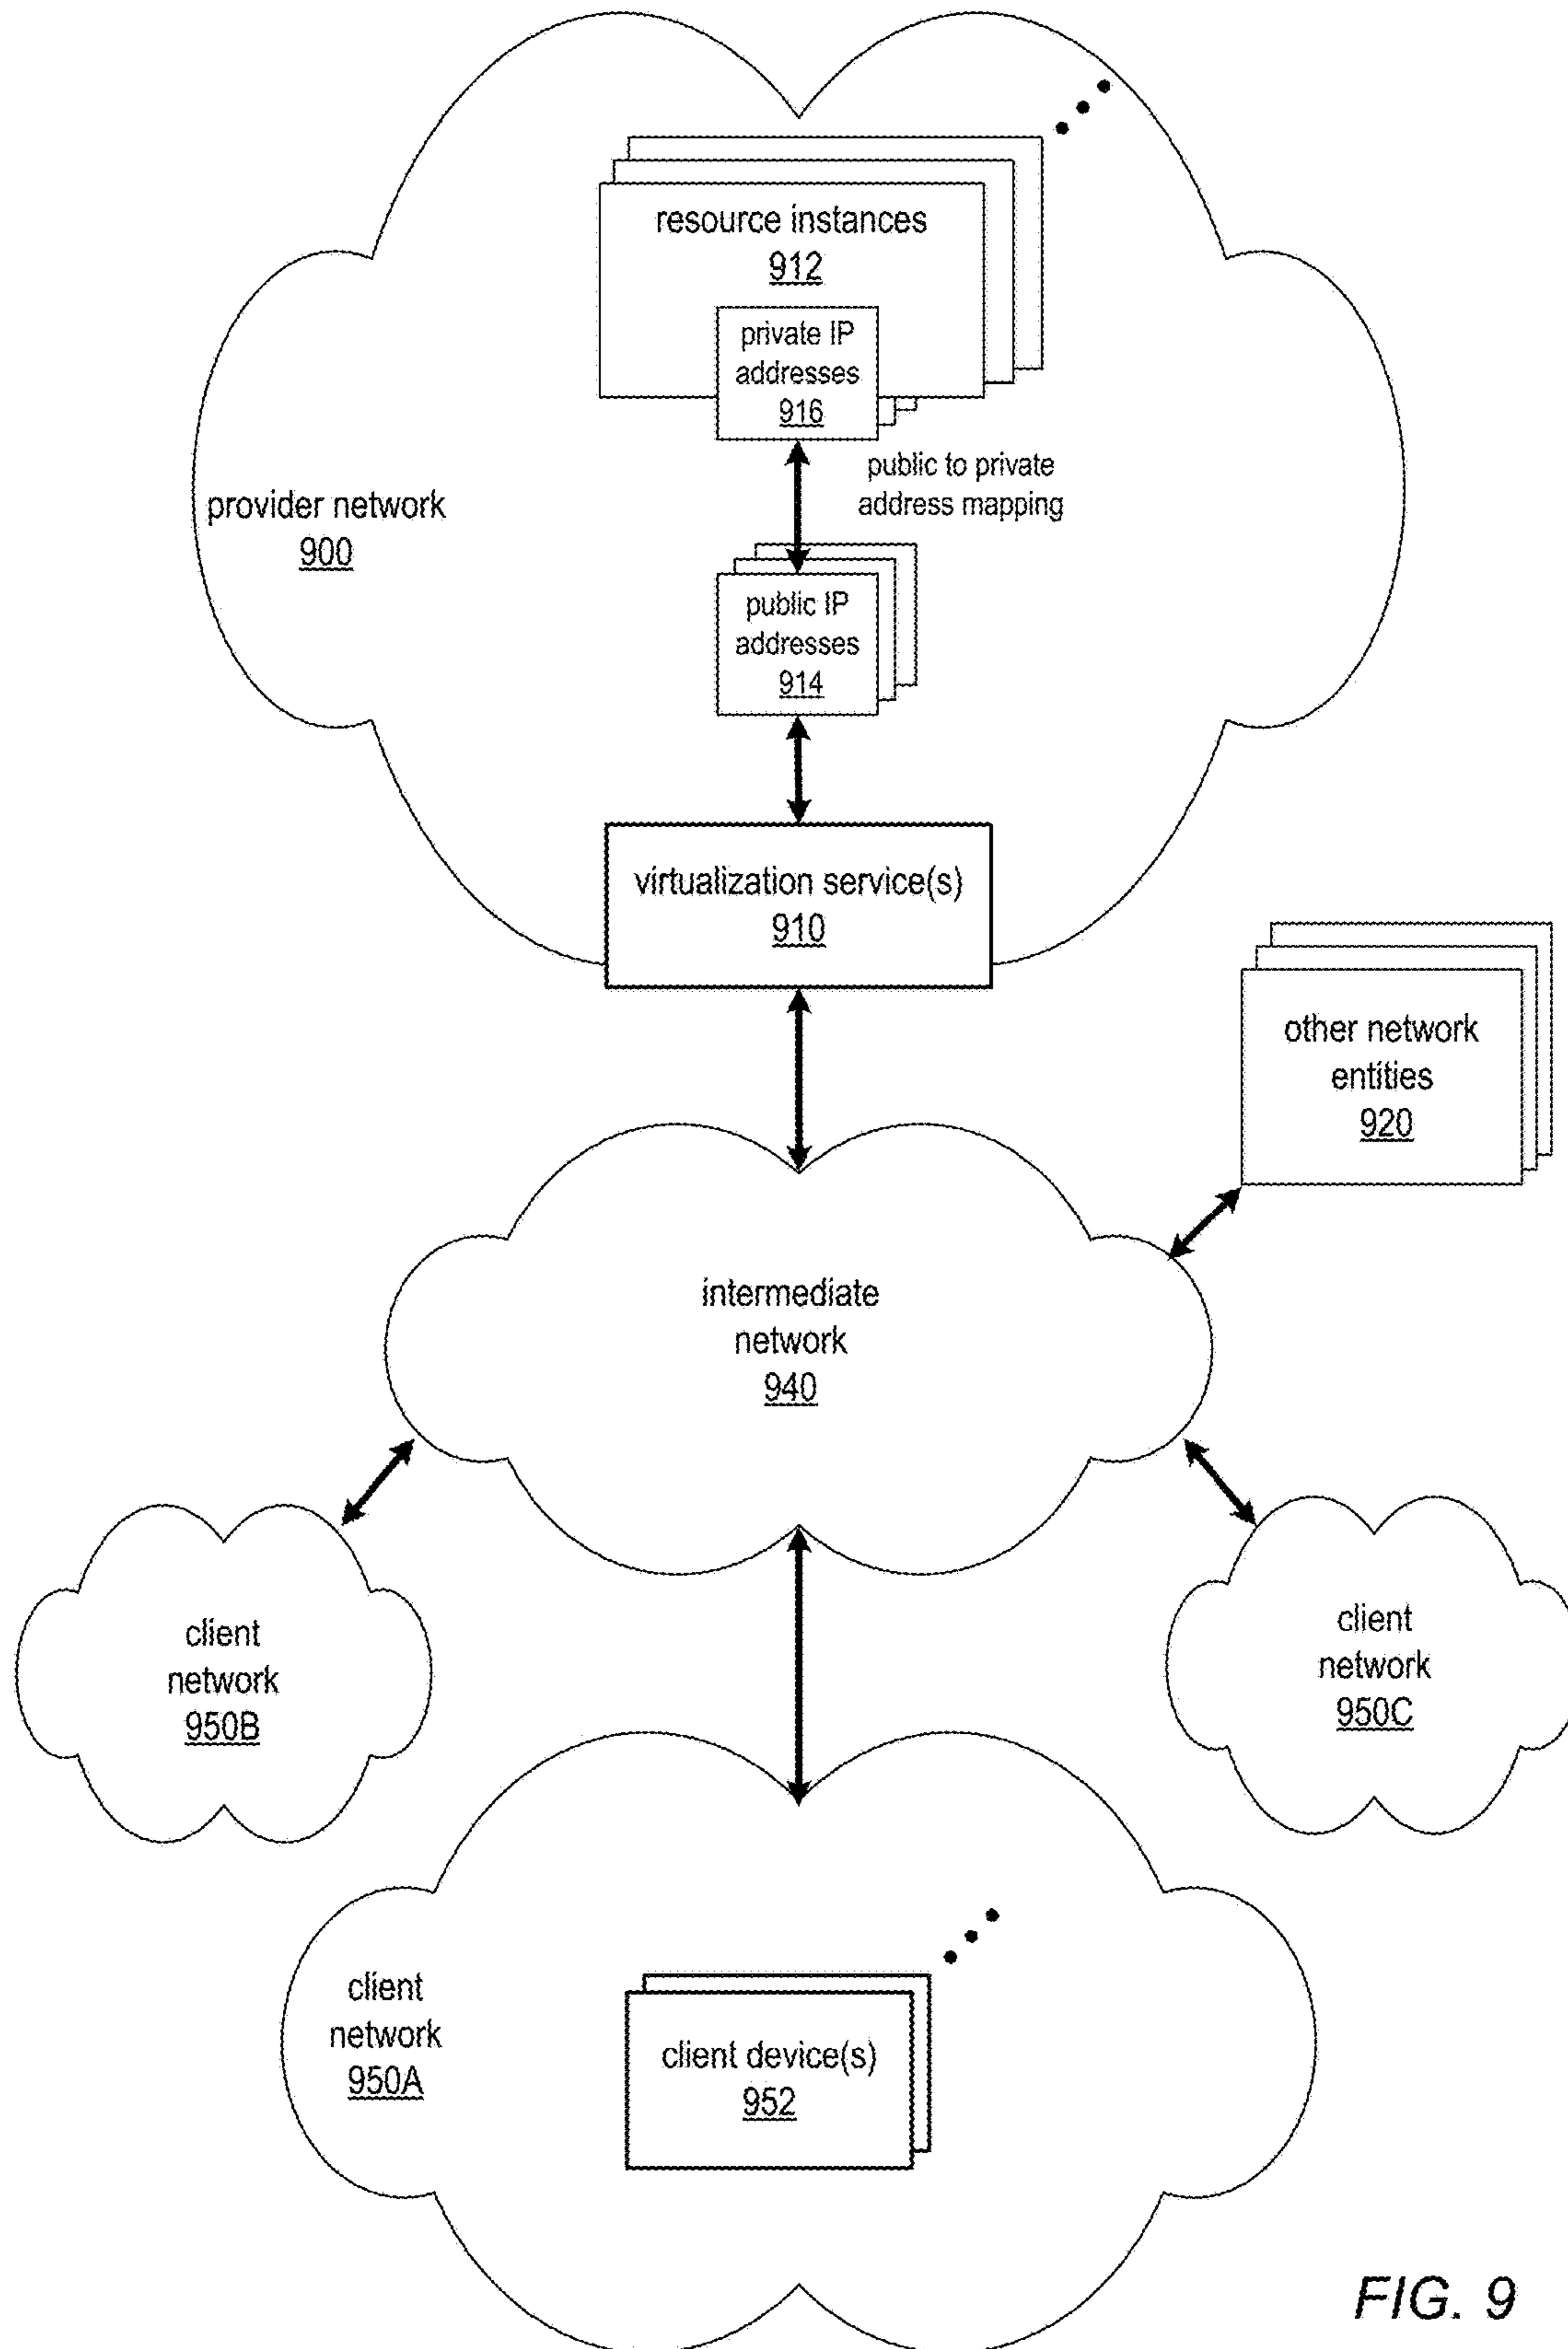 resource instances
912
private IP
addresses
916
public to private
address mapping
provider network
900
public IP
addresses
914
virtualization service(s)
910
other network
entities
920
intermediate
network
940
client
network
950B
client
network
950C
client
network
950A
client device(s)
952
FIG. 9